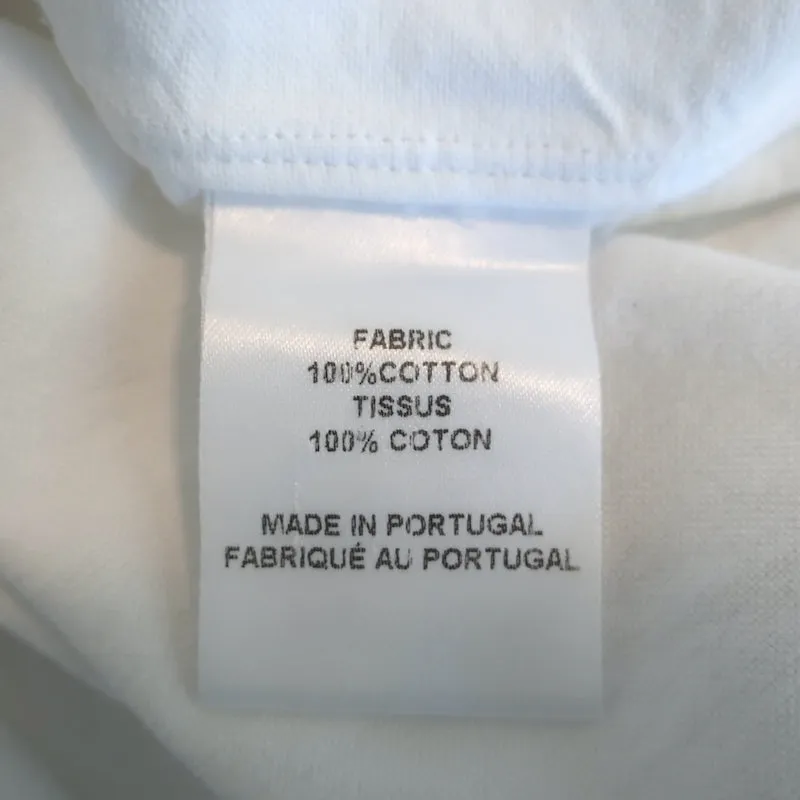 FABRIC
100%COTTON
TISSUS
100% COTON
MADE IN PORTUGAL
FABRIQUÉ AU PORTUGAL